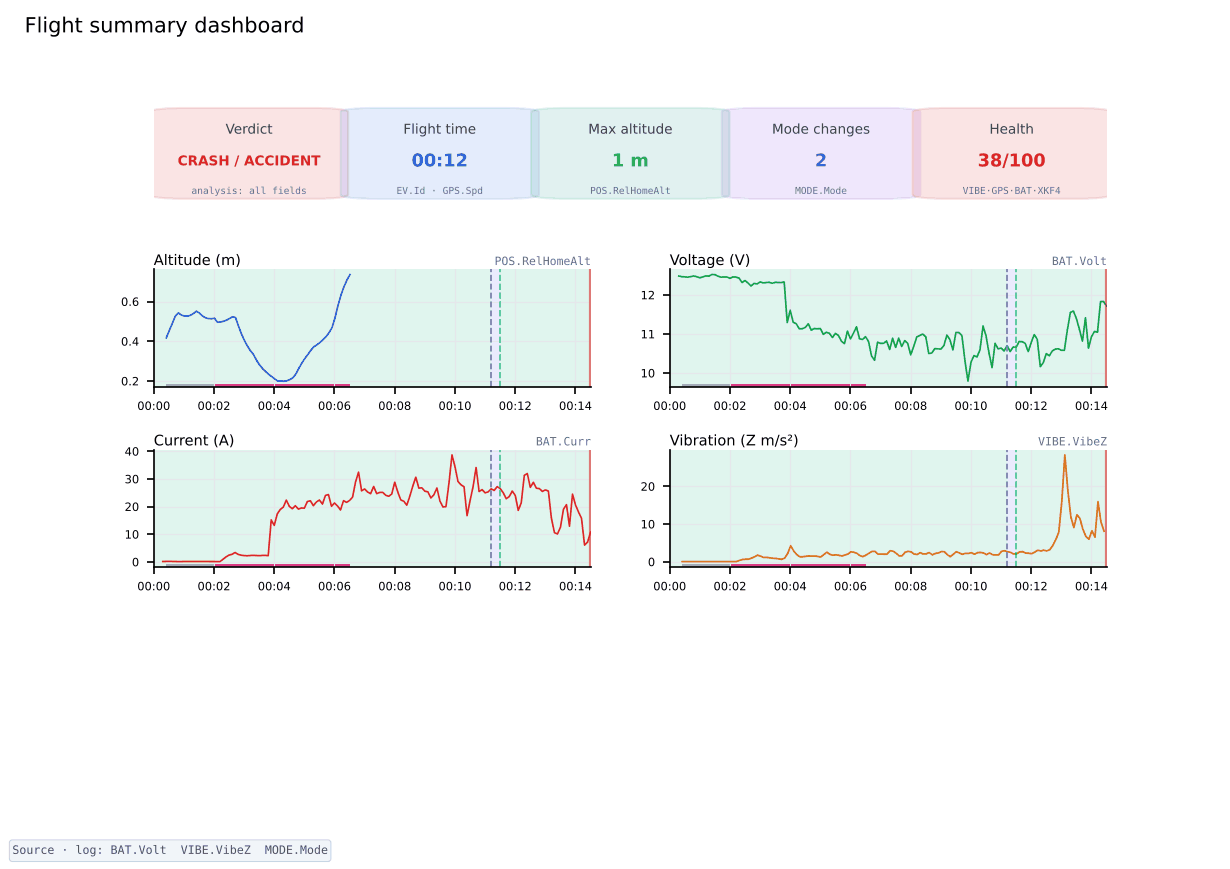 Flight summary dashboard
Verdict
CRASH / ACCIDENT
analysis: all fields
Flight time
00:12
EV.Id · GPS.Spd
Max altitude
1 m
POS.RelHomeAlt
Mode changes
2
MODE.Mode
Health
38/100
VIBE·GPS·BAT·XKF4
Altitude (m) POS.RelHomeAlt
0.6
0.4
0.2
00:00 00:02 00:04 00:06 00:08 00:10 00:12 00:14
Voltage (V) BAT.Volt
12
11
10
00:00 00:02 00:04 00:06 00:08 00:10 00:12 00:14
Current (A) BAT.Curr
40
30
20
10
0
00:00 00:02 00:04 00:06 00:08 00:10 00:12 00:14
Vibration (Z m/s²) VIBE.VibeZ
20
10
0
00:00 00:02 00:04 00:06 00:08 00:10 00:12 00:14
Source · log: BAT.Volt  VIBE.VibeZ  MODE.Mode